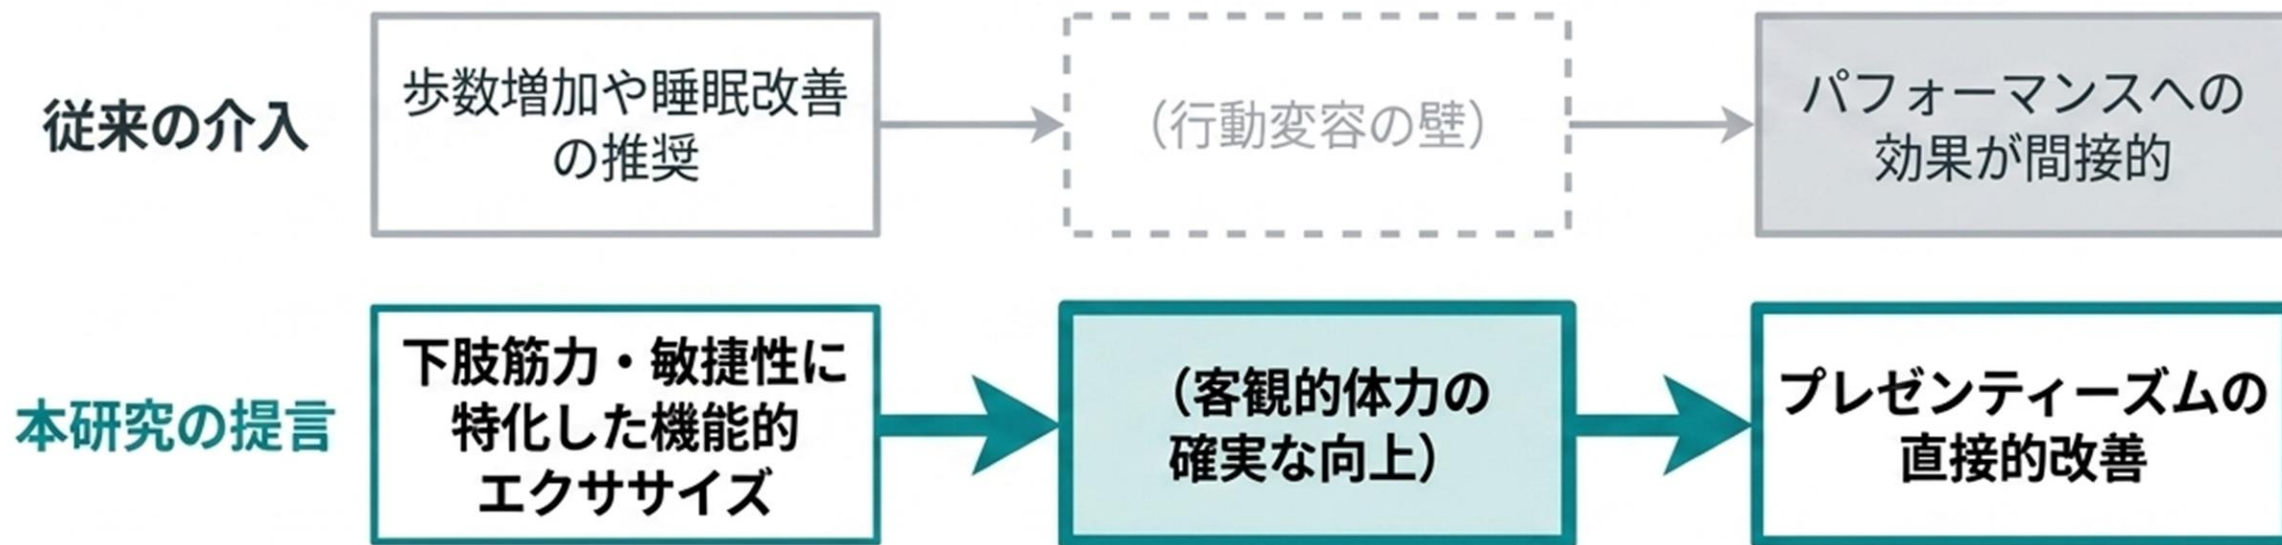 従来の介入
歩数増加や睡眠改善
の推奨
（行動変容の壁）
パフォーマンスへの
効果が間接的
本研究の提言
下肢筋力・敏捷性に
特化した機能的
エクササイズ
（客観的体力の
確実な向上）
プレゼンティーズムの
直接的改善